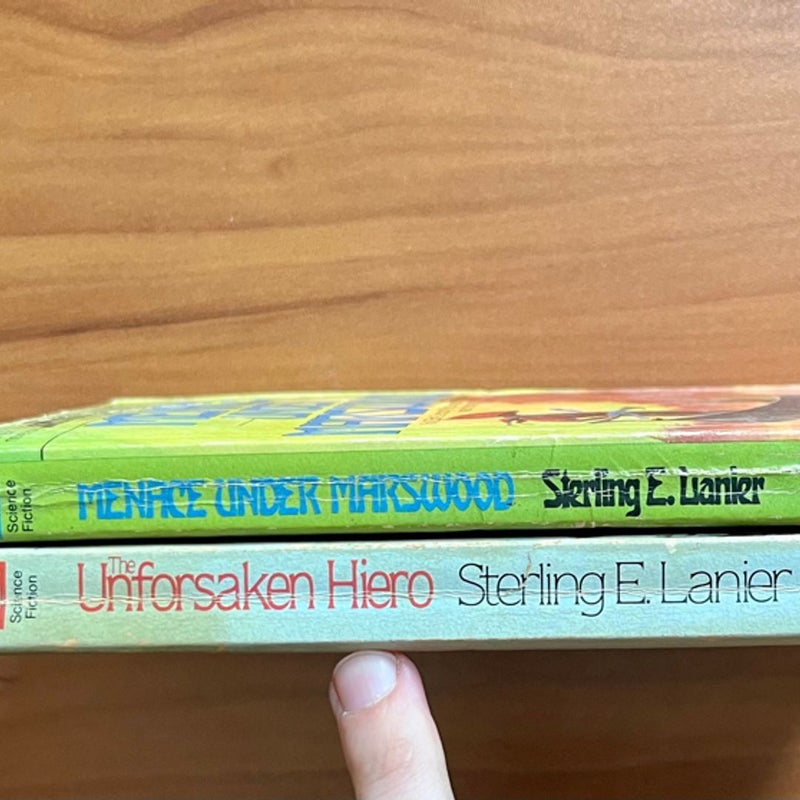 Science
Fiction
MENACE UNDER MARSWOOD Sterling E. Lanier
Science
Fiction
The
Unforsaken Hiero Sterling E. Lanier